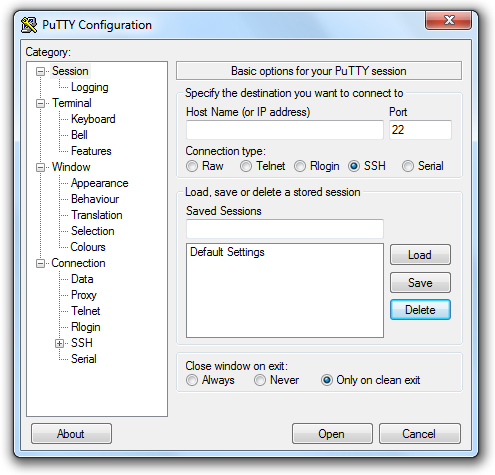 PuTTY Configuration
Category:
Session
Logging
Terminal
Keyboard
Bell
Features
Window
Appearance
Behaviour
Translation
Selection
Colours
Connection
Data
Proxy
Telnet
Rlogin
SSH
Serial
Basic options for your PuTTY session
Specify the destination you want to connect to
Host Name (or IP address) Port
22
Connection type:
Raw Telnet Rlogin SSH Serial
Load, save or delete a stored session
Saved Sessions
Default Settings
Load
Save
Delete
Close window on exit:
Always Never Only on clean exit
About Open Cancel